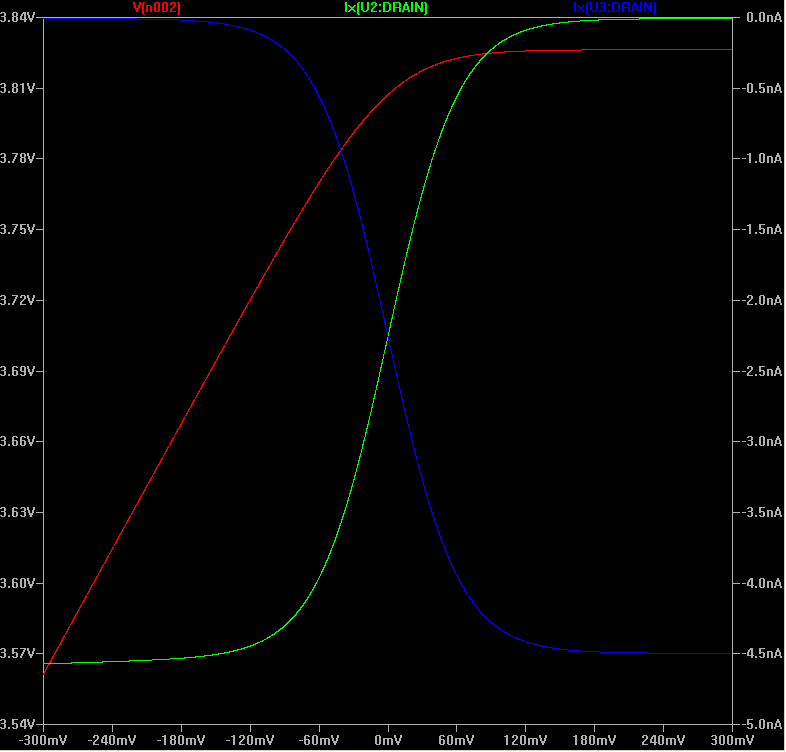 V(n002) Ix(U2:DRAIN) Ix(U3:DRAIN)
3.84V 0.0nA
3.81V -0.5nA
3.78V -1.0nA
3.75V -1.5nA
3.72V -2.0nA
3.69V -2.5nA
3.66V -3.0nA
3.63V -3.5nA
3.60V -4.0nA
3.57V -4.5nA
3.54V -5.0nA
-300mV -240mV -180mV -120mV -60mV 0mV 60mV 120mV 180mV 240mV 300mV